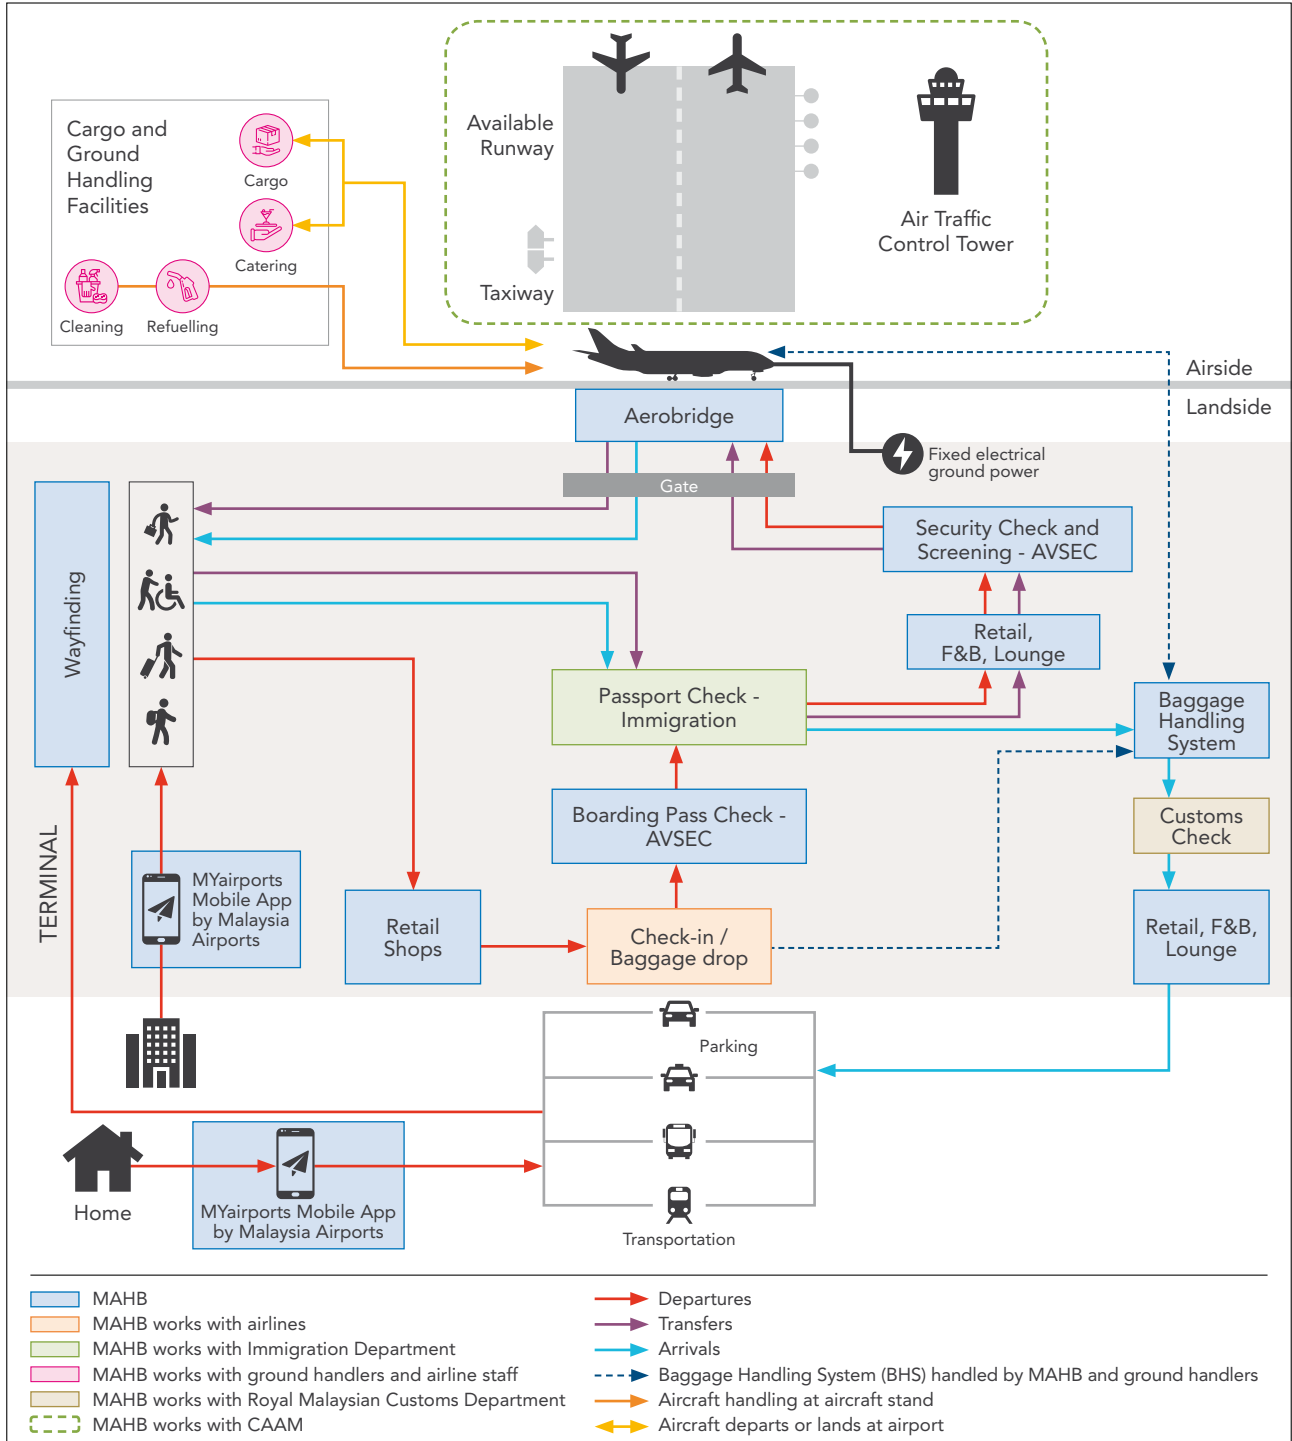 Cargo and
Ground
Handling
Facilities
Cargo
Catering
Cleaning
Refuelling
Available
Runway
Taxiway
Air Traffic
Control Tower
Airside
Landside
Aerobridge
Gate
Fixed electrical
ground power
Wayfinding
Security Check and
Screening - AVSEC
Retail,
F&B, Lounge
Passport Check -
Immigration
Baggage
Handling
System
Boarding Pass Check -
AVSEC
Customs
Check
TERMINAL
MYairports
Mobile App
by Malaysia
Airports
Retail
Shops
Check-in /
Baggage drop
Retail, F&B,
Lounge
Parking
Home
MYairports Mobile App
by Malaysia Airports
Transportation
MAHB
MAHB works with airlines
MAHB works with Immigration Department
MAHB works with ground handlers and airline staff
MAHB works with Royal Malaysian Customs Department
MAHB works with CAAM
Departures
Transfers
Arrivals
Baggage Handling System (BHS) handled by MAHB and ground handlers
Aircraft handling at aircraft stand
Aircraft departs or lands at airport